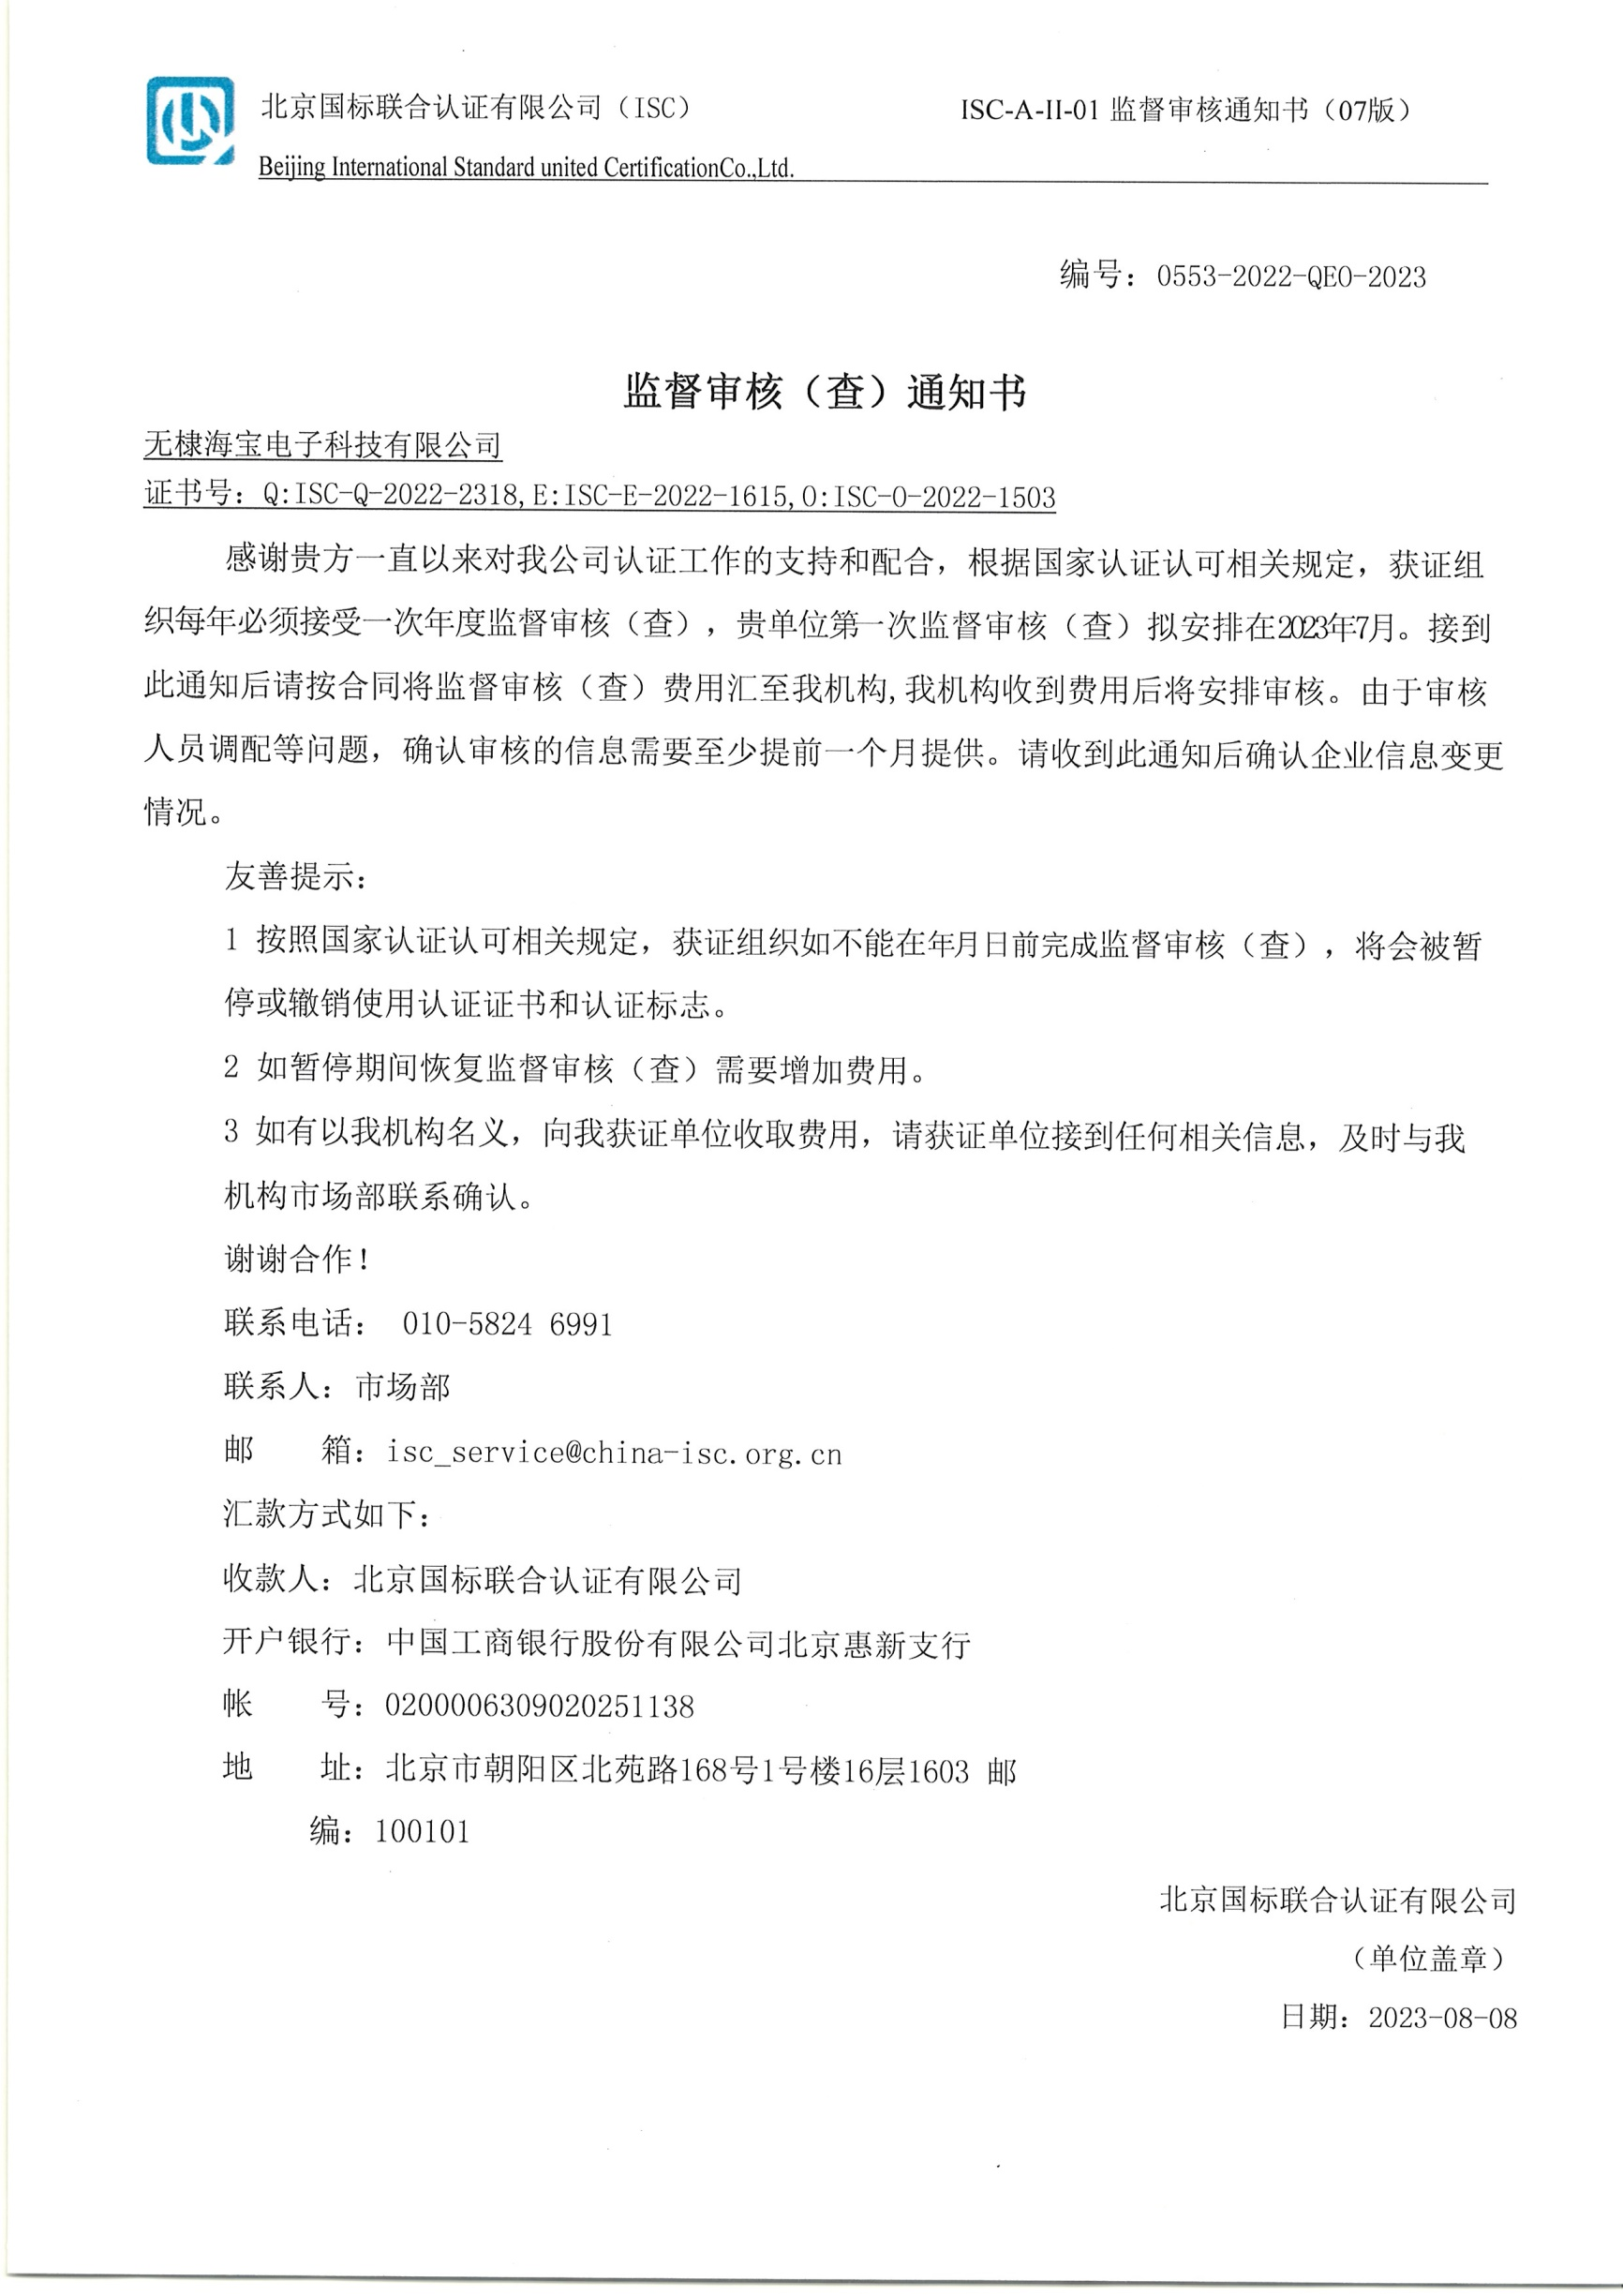 北京国标联合认证有限公司（ISC）
ISC-A-II-01 监督审核通知书（07版）
Beijing International Standard united CertificationCo.,Ltd.
编号：0553-2022-QEO-2023
监督审核（查）通知书
无棣海宝电子科技有限公司
证书号：Q:ISC-Q-2022-2318,E:ISC-E-2022-1615,O:ISC-O-2022-1503
感谢贵方一直以来对我公司认证工作的支持和配合，根据国家认证认可相关规定，获证组
织每年必须接受一次年度监督审核（查），贵单位第一次监督审核（查）拟安排在2023年7月。接到
此通知后请按合同将监督审核（查）费用汇至我机构,我机构收到费用后将安排审核。由于审核
人员调配等问题，确认审核的信息需要至少提前一个月提供。请收到此通知后确认企业信息变更
情况。
友善提示：
1 按照国家认证认可相关规定，获证组织如不能在年月日前完成监督审核（查），将会被暂
停或辙销使用认证证书和认证标志。
2 如暂停期间恢复监督审核（查）需要增加费用。
3 如有以我机构名义，向我获证单位收取费用，请获证单位接到任何相关信息，及时与我
机构市场部联系确认。
谢谢合作！
联系电话： 010-5824 6991
联系人：市场部
邮 箱：isc_service@china-isc.org.cn
汇款方式如下：
收款人：北京国标联合认证有限公司
开户银行：中国工商银行股份有限公司北京惠新支行
帐 号：0200006309020251138
地 址：北京市朝阳区北苑路168号1号楼16层1603 邮
编：100101
北京国标联合认证有限公司
（单位盖章）
日期：2023-08-08